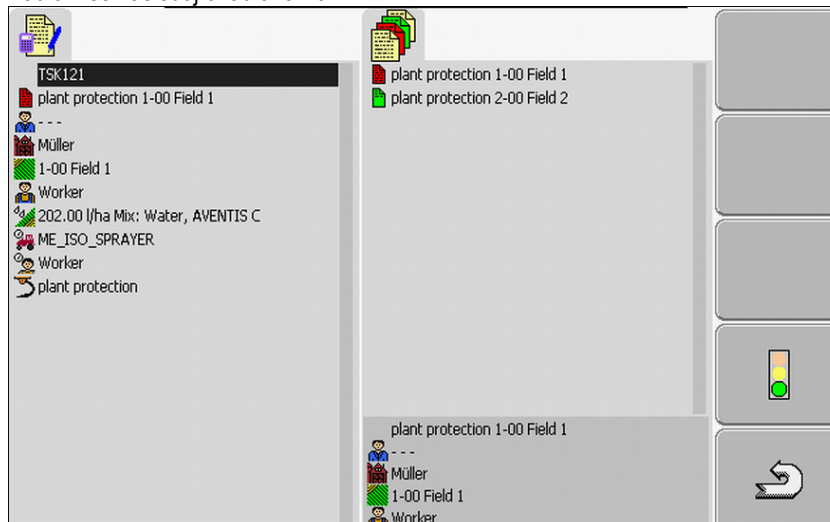 TSK121
plant protection 1-00 Field 1
---
Müller
1-00 Field 1
Worker
202.00 l/ha Mix: Water, AVENTIS C
ME_ISO_SPRAYER
Worker
plant protection
plant protection 1-00 Field 1
plant protection 2-00 Field 2
plant protection 1-00 Field 1
---
Müller
1-00 Field 1
Worker